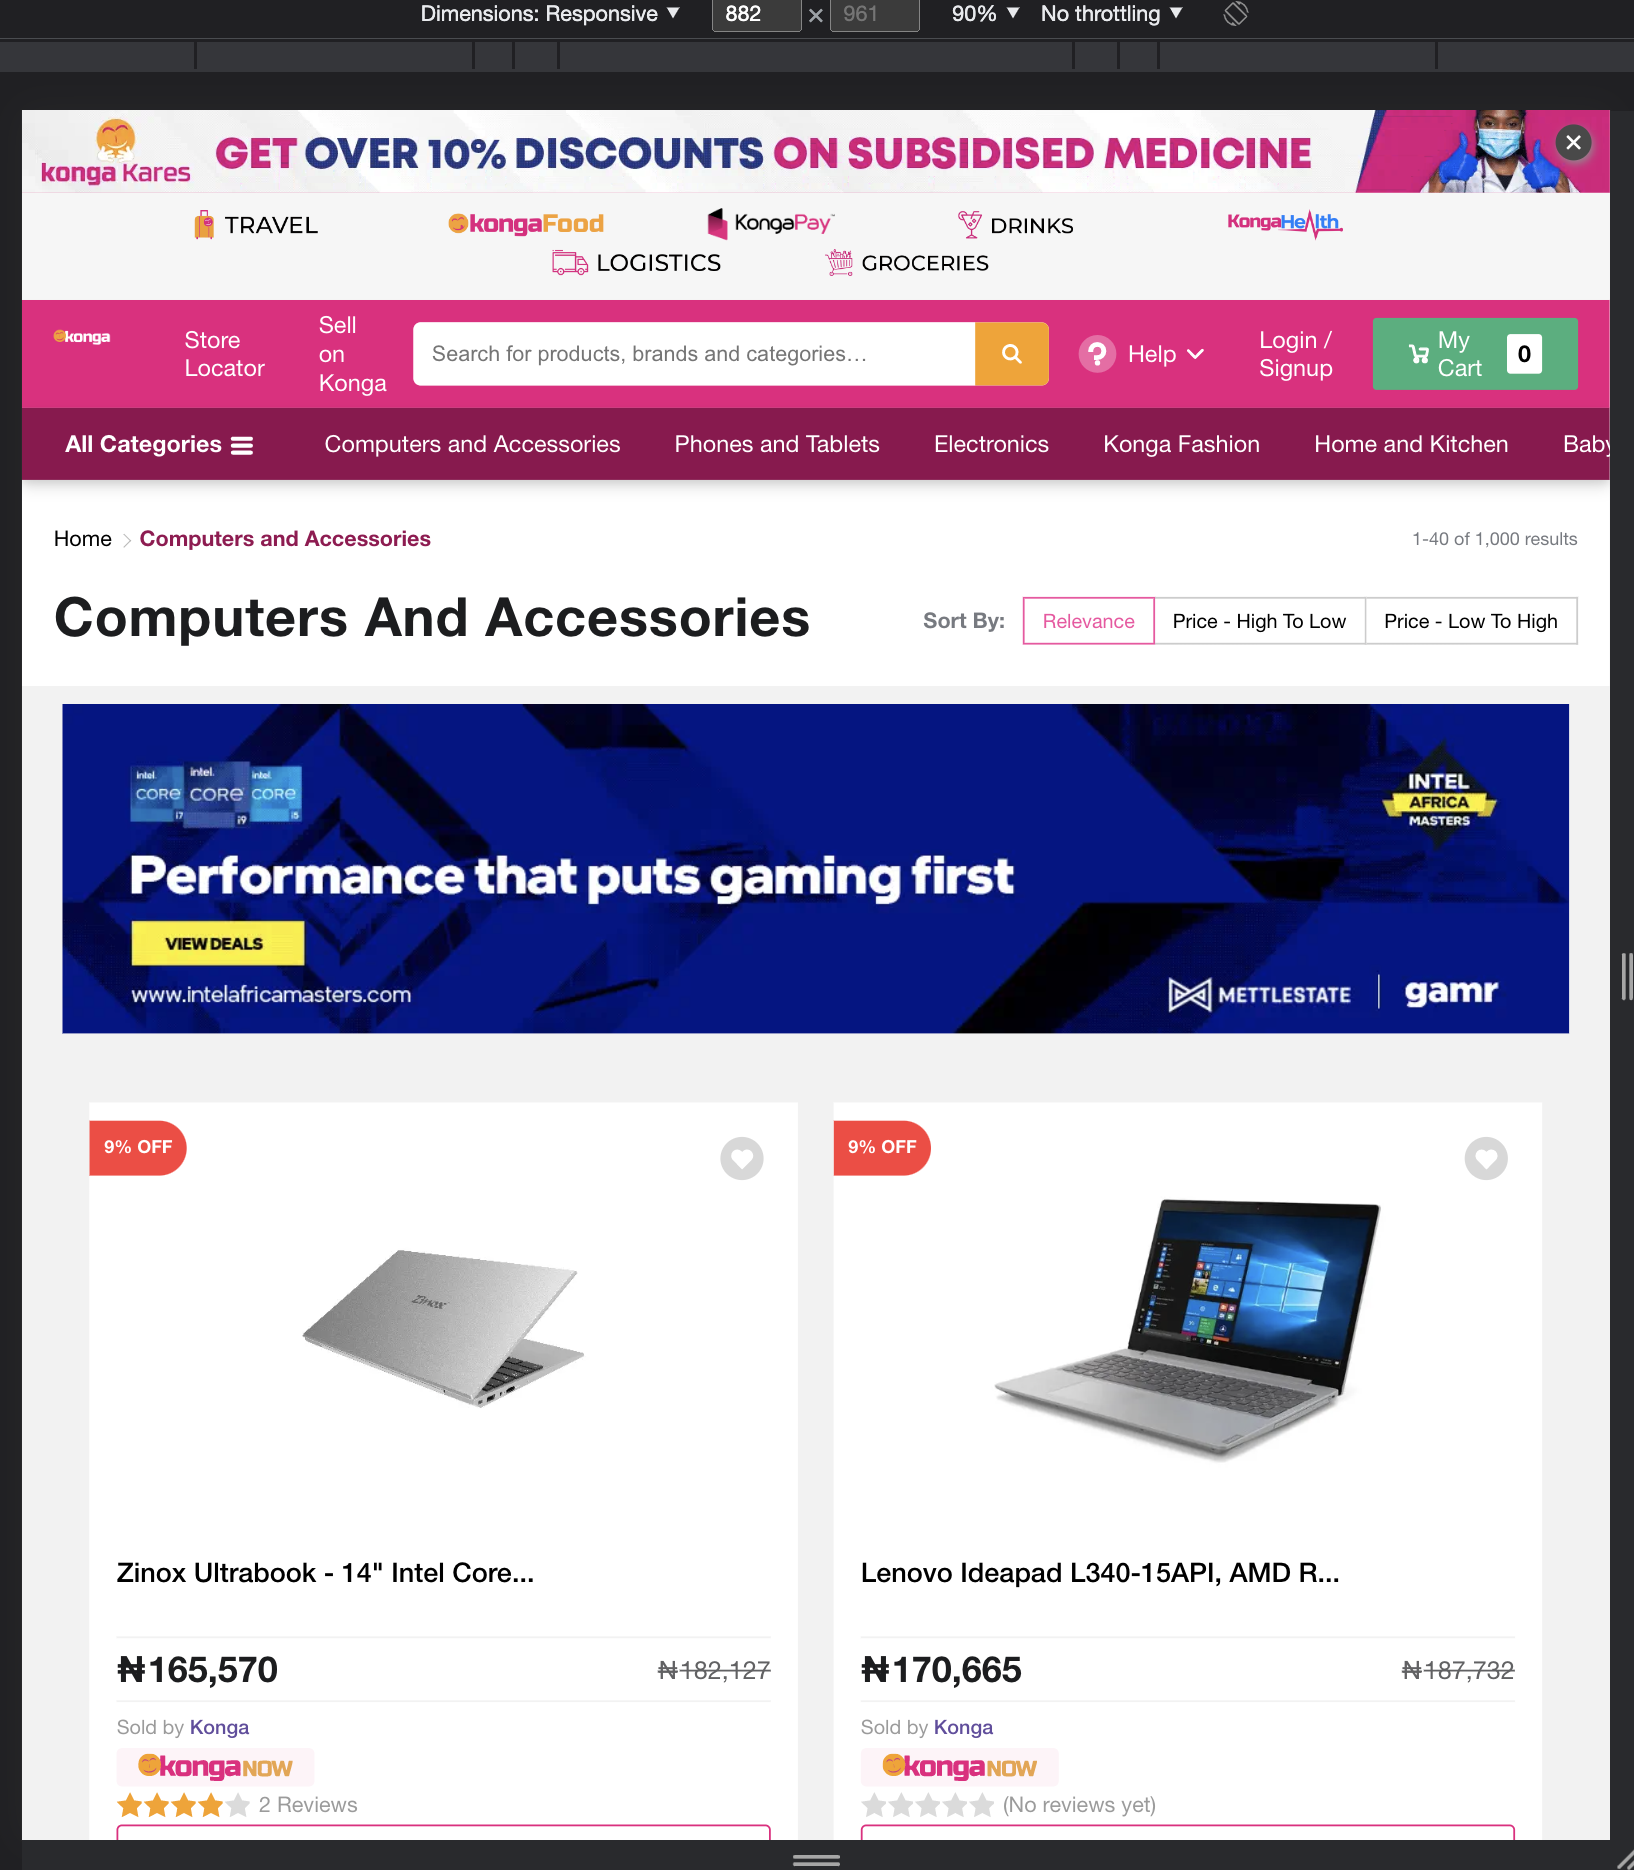 Dimensions: Responsive ▼ 882 × 961 90% ▼ No throttling ▼
konga Kares
GET OVER 10% DISCOUNTS ON SUBSIDISED MEDICINE
TRAVEL kongaFood KongaPay™ DRINKS KongaHealth
LOGISTICS GROCERIES
konga
Store
Locator
Sell
on
Konga
Search for products, brands and categories...
? Help
Login /
Signup
My
Cart
0
All Categories Computers and Accessories Phones and Tablets Electronics Konga Fashion Home and Kitchen Baby
Home > Computers and Accessories
1-40 of 1,000 results
Computers And Accessories
Sort By: Relevance Price - High To Low Price - Low To High
intel. intel. intel.
CORE CORE CORE
i7 i9 i5
INTEL
AFRICA
MASTERS
Performance that puts gaming first
VIEW DEALS
www.intelafricamasters.com
METTLESTATE | gamr
9% OFF
Zinox
Zinox Ultrabook - 14" Intel Core...
₦165,570 ₦182,127
Sold by Konga
konga NOW
2 Reviews
9% OFF
Lenovo Ideapad L340-15API, AMD R...
₦170,665 ₦187,732
Sold by Konga
konga NOW
(No reviews yet)